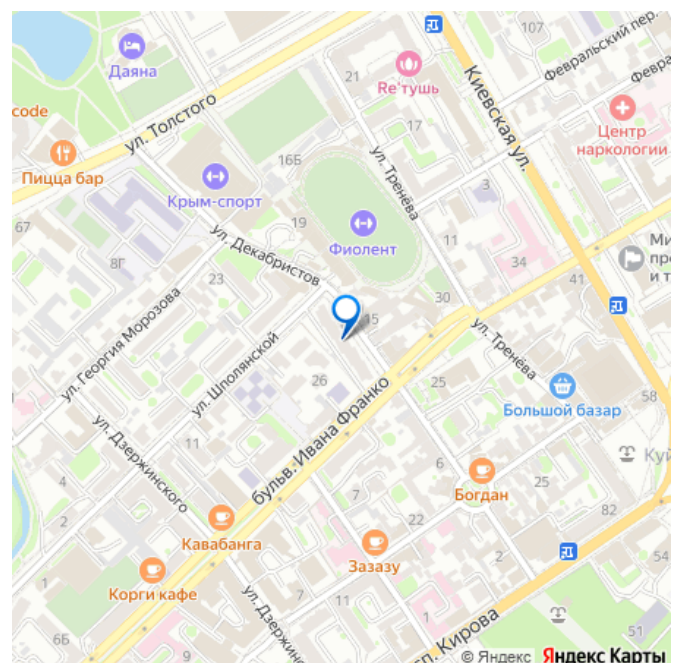 107
Февральский пер.
Даяна
21
Re'тушь
Киевская ул.
Февра
code
ул. Толстого
17
Центр
наркологии
Пицца бар
16Б
ул. Тренёва
3
Крым-спорт
67
19
Фиолент
11
ул. Декабристов
8Г
34
Ми
пр
и т
23
41
30
ул. Георгия Морозова
15
ул. Тренёва
ул. Шполянской
26
25
58
Большой базар
бульв. Ивана Франко
11
ул. Дзержинского
6
Ку
4
Богдан
25
7
2
22
82
Кавабанга
Зазазу
54
Корги кафе
7
11
1
ул. Дзержин
6Б
9
1
2
сп. Кирова
51
© Яндекс Яндекс Карты